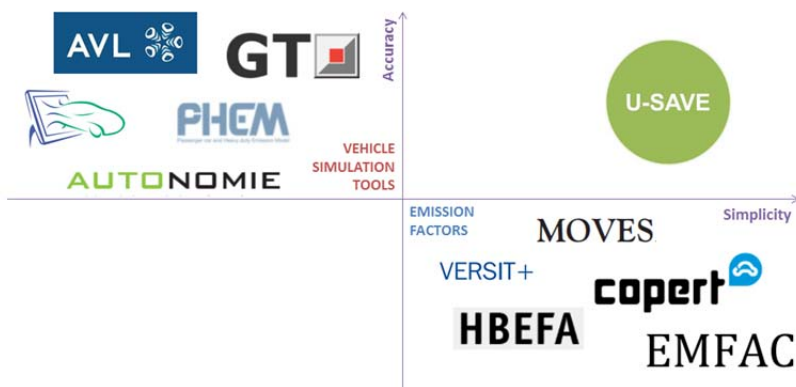 AVL
GT
Accuracy
U-SAVE
PHEM
Passenger car and Heavy duty Emission Model
VEHICLE
SIMULATION
TOOLS
AUTONOMIE
EMISSION
FACTORS
Simplicity
MOVES
VERSIT+
copert
HBEFA
EMFAC